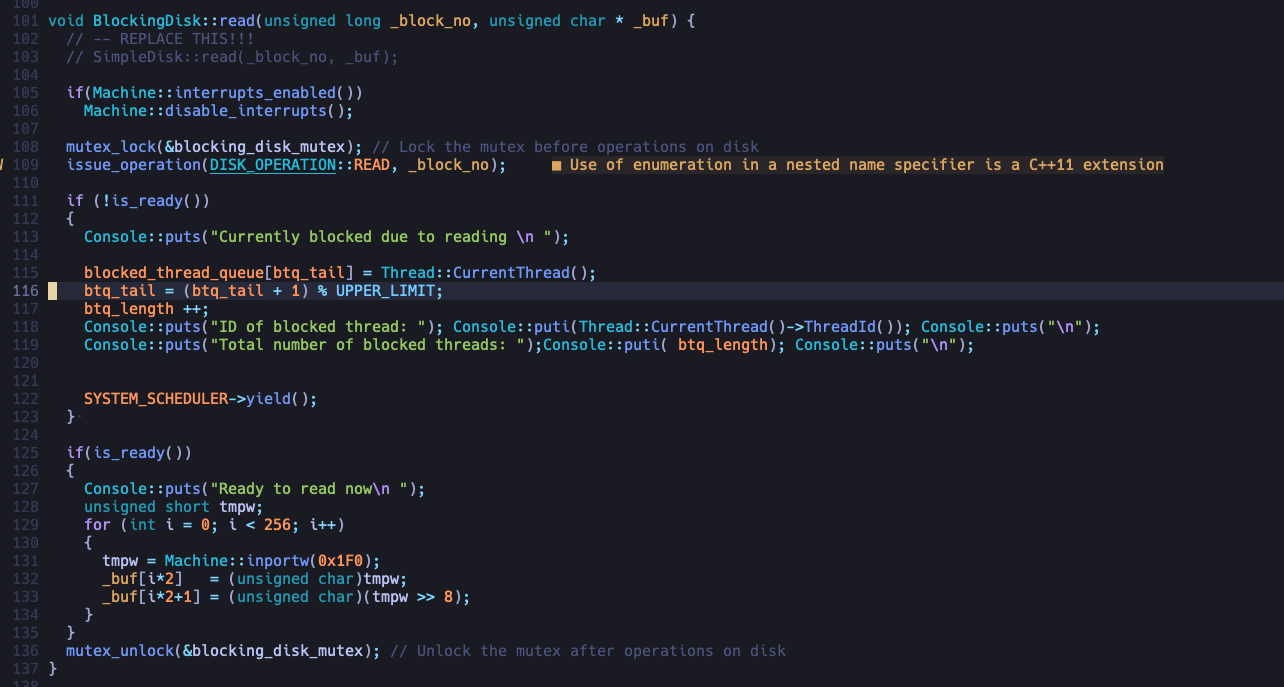 100
101 void BlockingDisk::read(unsigned long _block_no, unsigned char * _buf) {
102   // -- REPLACE THIS!!!
103   // SimpleDisk::read(_block_no, _buf);
104
105   if(Machine::interrupts_enabled())
106     Machine::disable_interrupts();
107
108   mutex_lock(&blocking_disk_mutex); // Lock the mutex before operations on disk
109   issue_operation(DISK_OPERATION::READ, _block_no);     ■ Use of enumeration in a nested name specifier is a C++11 extension
110
111   if (!is_ready())
112   {
113     Console::puts("Currently blocked due to reading \n ");
114
115     blocked_thread_queue[btq_tail] = Thread::CurrentThread();
116     btq_tail = (btq_tail + 1) % UPPER_LIMIT;
117     btq_length ++;
118     Console::puts("ID of blocked thread: "); Console::puti(Thread::CurrentThread()->ThreadId()); Console::puts("\n");
119     Console::puts("Total number of blocked threads: ");Console::puti( btq_length); Console::puts("\n");
120
121
122     SYSTEM_SCHEDULER->yield();
123   }
124
125   if(is_ready())
126   {
127     Console::puts("Ready to read now\n ");
128     unsigned short tmpw;
129     for (int i = 0; i < 256; i++)
130     {
131       tmpw = Machine::inportw(0x1F0);
132       _buf[i*2]   = (unsigned char)tmpw;
133       _buf[i*2+1] = (unsigned char)(tmpw >> 8);
134     }
135   }
136   mutex_unlock(&blocking_disk_mutex); // Unlock the mutex after operations on disk
137 }
138